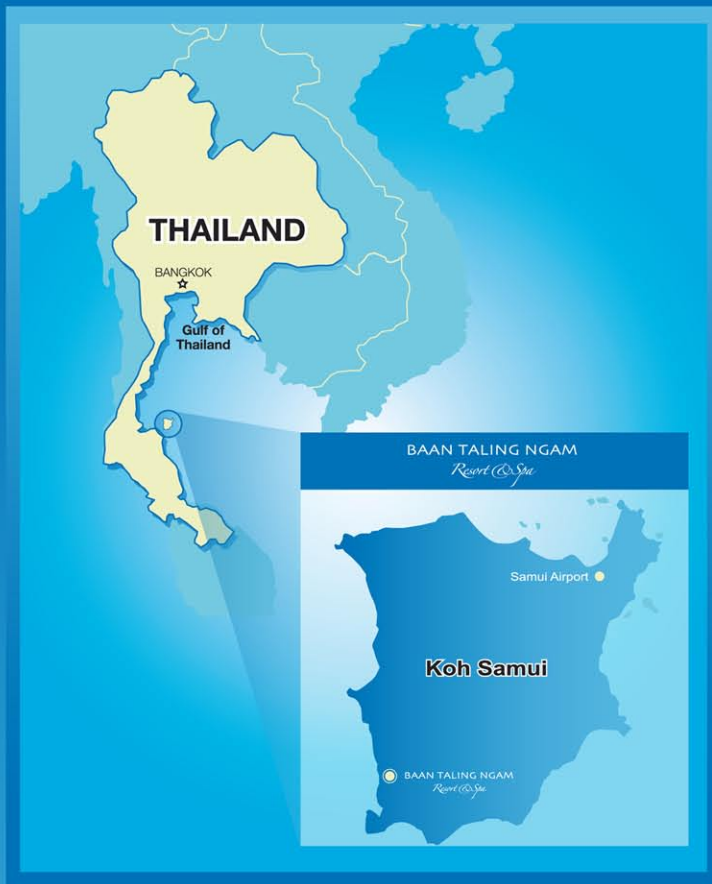 THAILAND
BANGKOK
Gulf of
Thailand
BAAN TALING NGAM
Resort & Spa
Samui Airport
Koh Samui
BAAN TALING NGAM
Resort & Spa